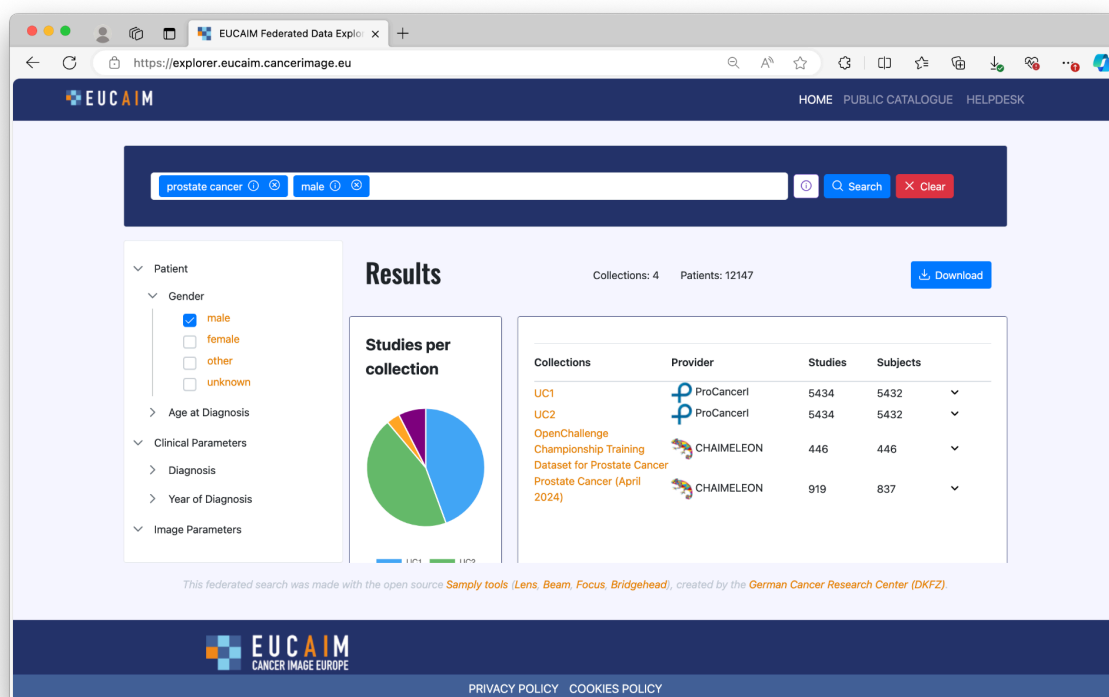 EUCAIM Federated Data Explo
https://explorer.eucaim.cancerimage.eu
EUCAIM
HOME PUBLIC CATALOGUE HELPDESK
prostate cancer male Search Clear
Patient
Gender
male
female
other
unknown
Age at Diagnosis
Clinical Parameters
Diagnosis
Year of Diagnosis
Image Parameters
Results
Collections: 4 Patients: 12147
Download
Studies per
collection
Collections Provider Studies Subjects
UC1 ProCancerI 5434 5432
UC2 ProCancerI 5434 5432
OpenChallenge
Championship Training
Dataset for Prostate Cancer
CHAIMELEON 446 446
Prostate Cancer (April
2024)
CHAIMELEON 919 837
This federated search was made with the open source Samply tools (Lens, Beam, Focus, Bridgehead), created by the German Cancer Research Center (DKFZ).
EUCAIM
CANCER IMAGE EUROPE
PRIVACY POLICY COOKIES POLICY